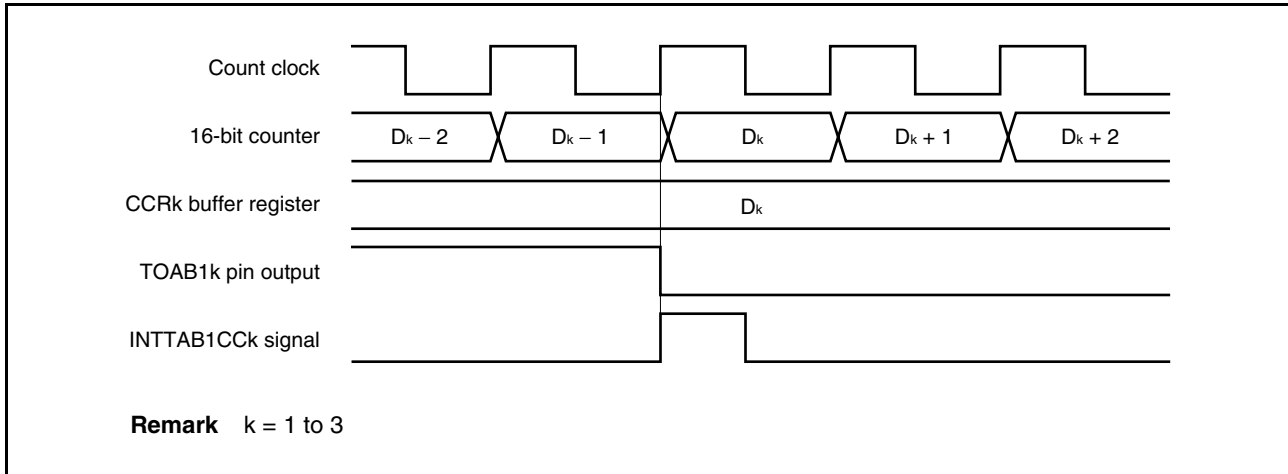 Count clock
16-bit counter
Dk − 2
Dk − 1
Dk
Dk + 1
Dk + 2
CCRk buffer register
Dk
TOAB1k pin output
INTTAB1CCk signal
Remark k = 1 to 3